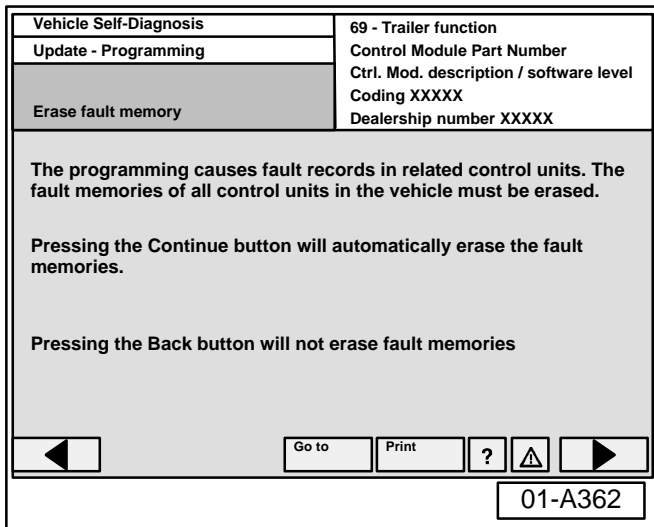 Vehicle Self-Diagnosis
Update - Programming
Erase fault memory
69 - Trailer function
Control Module Part Number
Ctrl. Mod. description / software level
Coding XXXXX
Dealership number XXXXX
The programming causes fault records in related control units. The
fault memories of all control units in the vehicle must be erased.
Pressing the Continue button will automatically erase the fault
memories.
Pressing the Back button will not erase fault memories
Go to
Print
?
01-A362